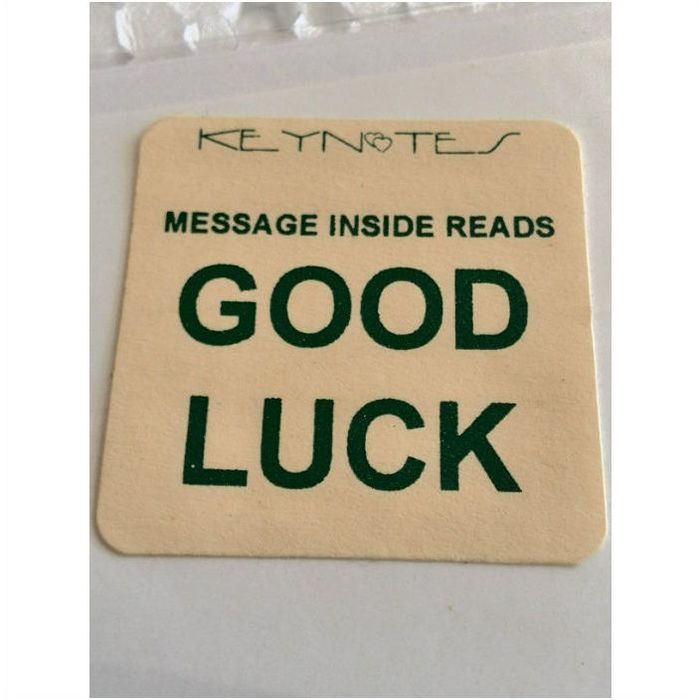 KEYNOTES
MESSAGE INSIDE READS
GOOD
LUCK